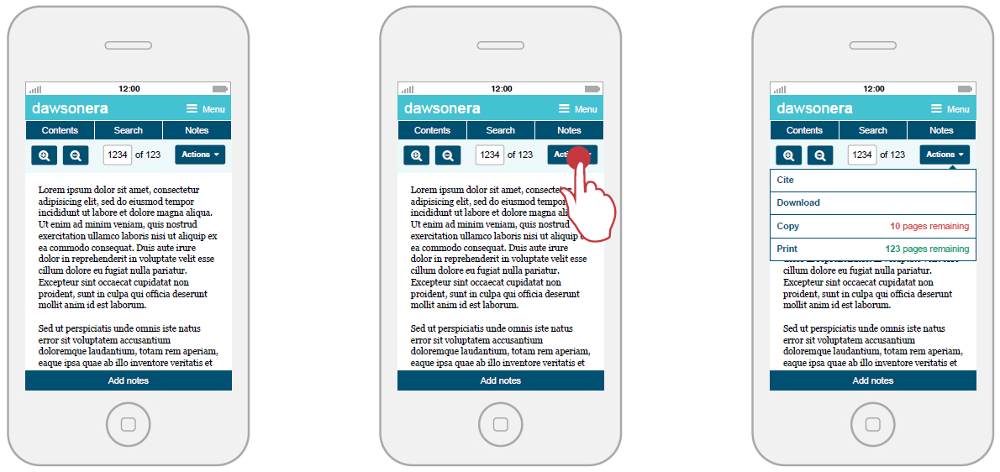 12:00
dawsonera
Menu
Contents Search Notes
1234 of 123 Actions
Lorem ipsum dolor sit amet, consectetur
adipisicing elit, sed do eiusmod tempor
incididunt ut labore et dolore magna aliqua.
Ut enim ad minim veniam, quis nostrud
exercitation ullamco laboris nisi ut aliquip ex
ea commodo consequat. Duis aute irure
dolor in reprehenderit in voluptate velit esse
cillum dolore eu fugiat nulla pariatur.
Excepteur sint occaecat cupidatat non
proident, sunt in culpa qui officia deserunt
mollit anim id est laborum.
Sed ut perspiciatis unde omnis iste natus
error sit voluptatem accusantium
doloremque laudantium, totam rem aperiam,
eaque ipsa quae ab illo inventore veritatis et
Add notes
12:00
dawsonera
Menu
Contents Search Notes
1234 of 123
Lorem ipsum dolor sit amet,
adipisicing elit, sed do eiusmod
incididunt ut labore et dolore magna
Ut enim ad minim veniam, quis nostrud
exercitation ullamco laboris nisi ut aliquip
ea commodo consequat. Duis aute irure
dolor in reprehenderit in voluptate velit esse
cillum dolore eu fugiat nulla pariatur.
Excepteur sint occaecat cupidatat non
proident, sunt in culpa qui officia deserunt
mollit anim id est laborum.
Sed ut perspiciatis unde omnis iste natus
error sit voluptatem accusantium
doloremque laudantium, totam rem aperiam,
eaque ipsa quae ab illo inventore veritatis et
Add notes
12:00
dawsonera
Menu
Contents Search Notes
1234 of 123 Actions
Cite
Download
Copy 10 pages remaining
Print 123 pages remaining
cillum dolore eu fugiat nulla pariatur.
Excepteur sint occaecat cupidatat non
proident, sunt in culpa qui officia deserunt
mollit anim id est laborum.
Sed ut perspiciatis unde omnis iste natus
error sit voluptatem accusantium
doloremque laudantium, totam rem aperiam,
eaque ipsa quae ab illo inventore veritatis et
Add notes